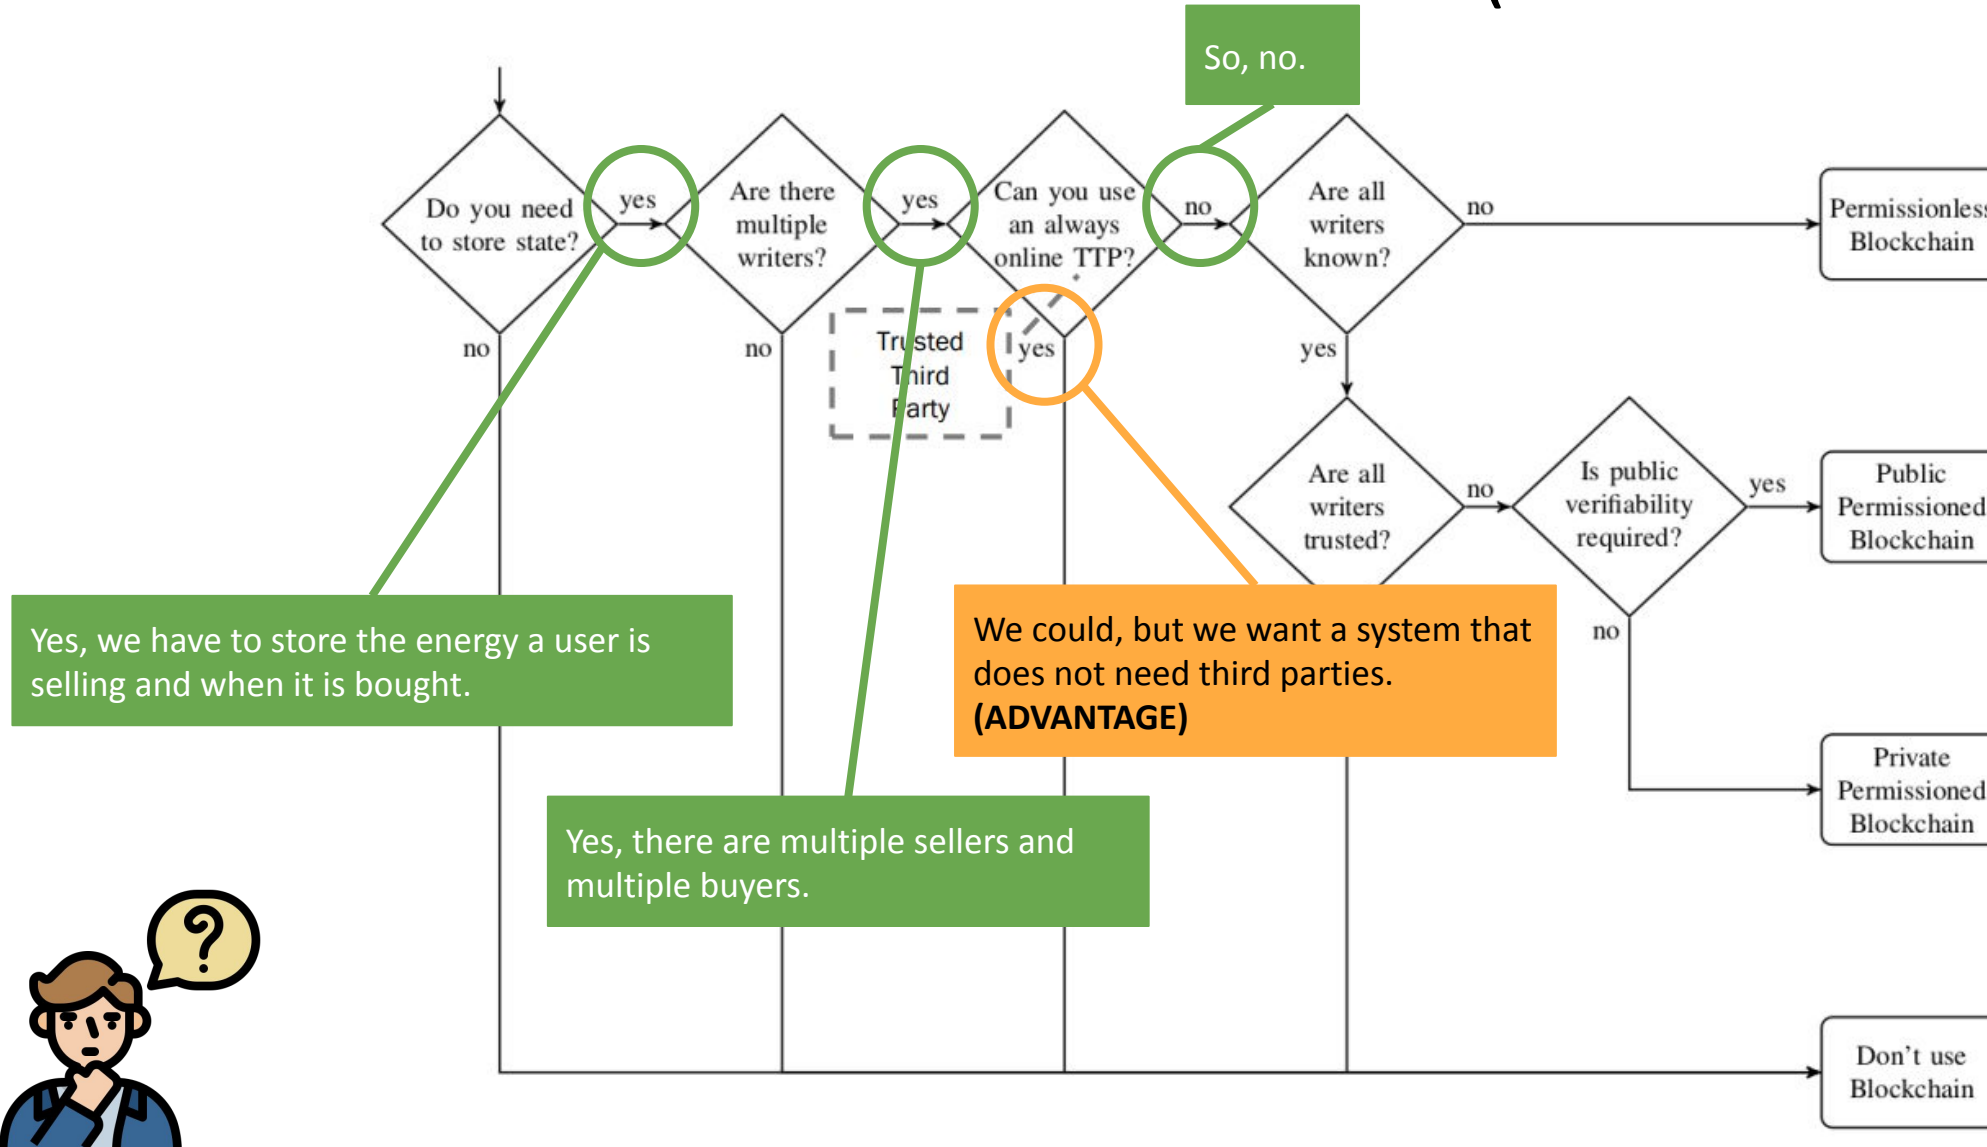 So, no.
Do you need
to store state?
yes
no
Are there
multiple
writers?
yes
no
Can you use
an always
online TTP?
no
yes
Trusted
Third
Party
Are all
writers
known?
no
yes
Permissionless
Blockchain
Are all
writers
trusted?
no
Is public
verifiability
required?
yes
no
Public
Permissioned
Blockchain
Yes, we have to store the energy a user is
selling and when it is bought.
We could, but we want a system that
does not need third parties.
(ADVANTAGE)
Private
Permissioned
Blockchain
Yes, there are multiple sellers and
multiple buyers.
?
Don't use
Blockchain